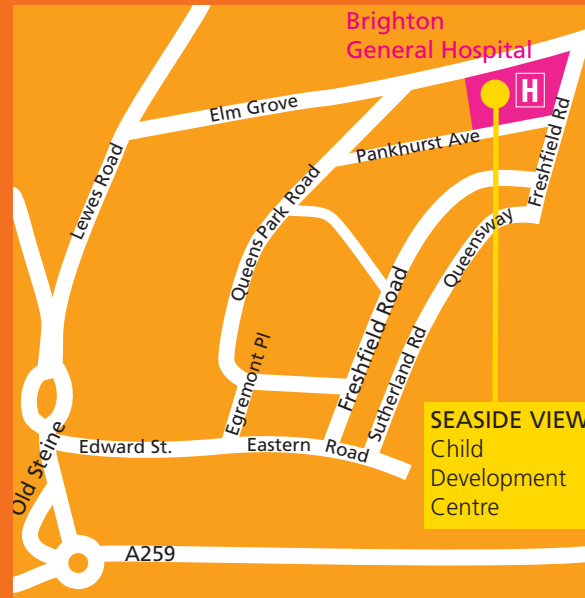 Brighton
General Hospital
H
Elm Grove
Pankhurst Ave
Freshfield Rd
Lewes Road
Queens Park Road
Queensway
Freshfield Road
Sutherland Rd
Egremont Pl
SEASIDE VIEW
Child
Development
Centre
Edward St.
Eastern Road
Old Steine
A259